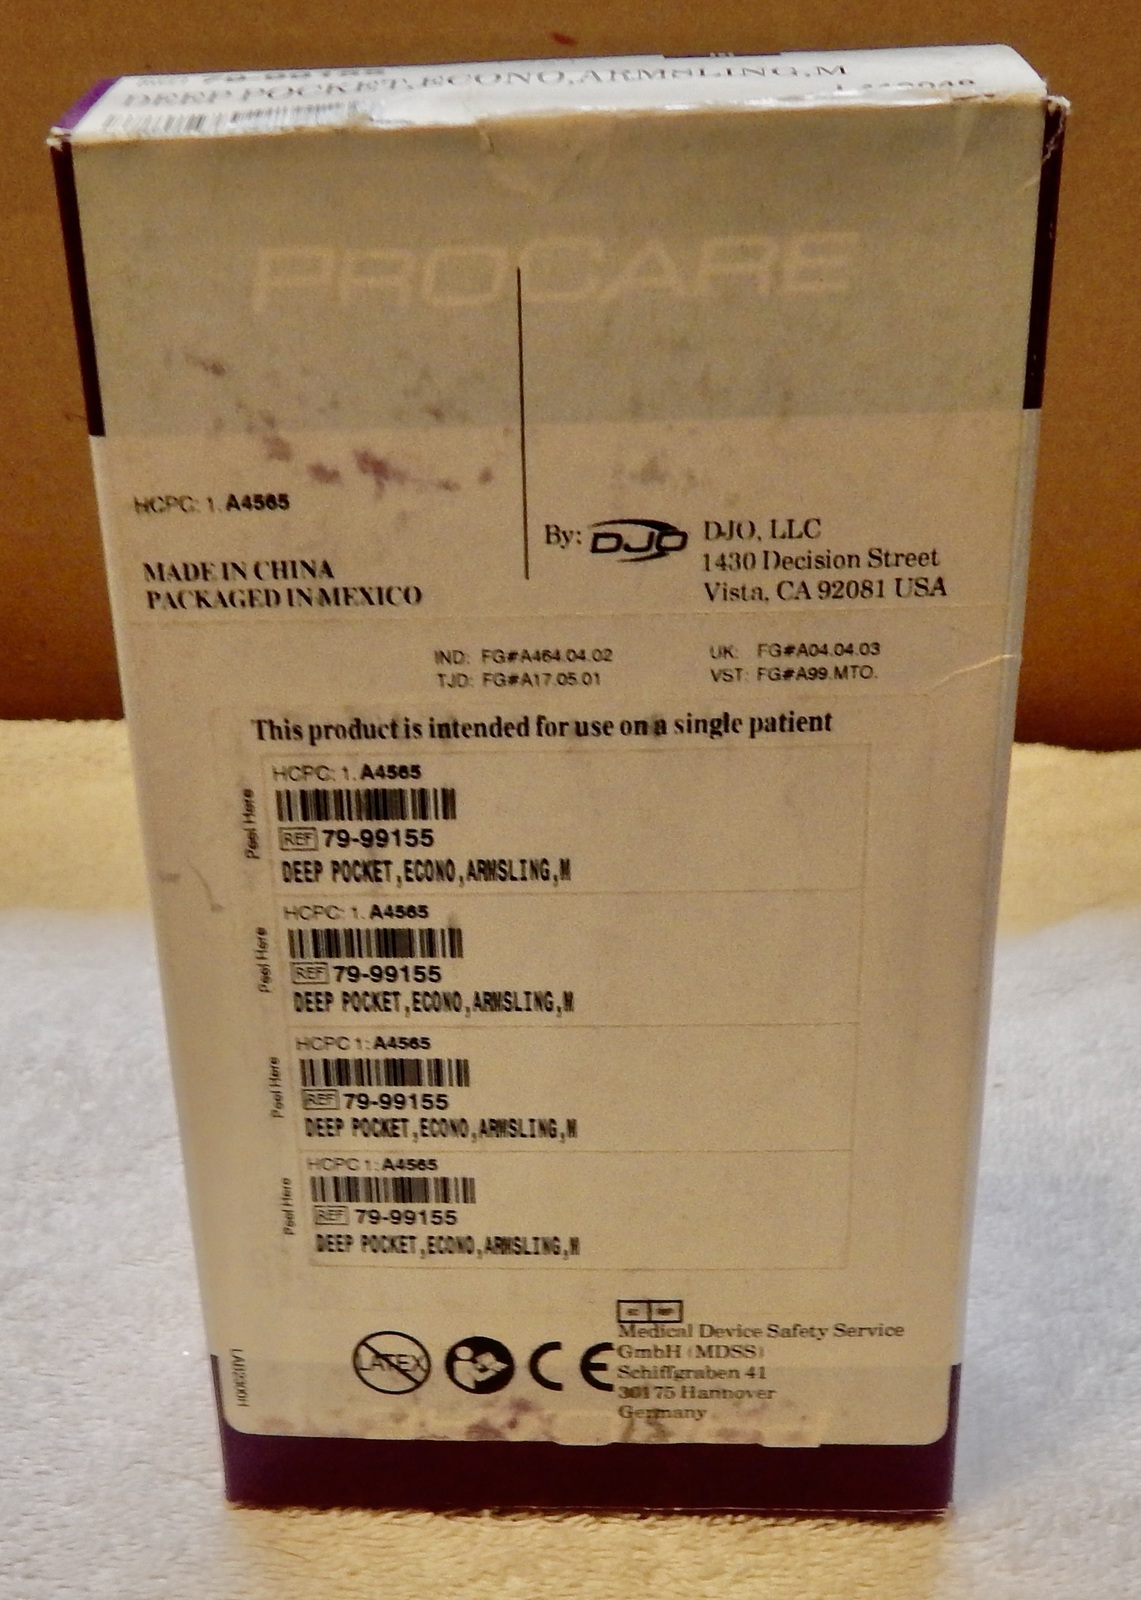 DEEP POCKET,ECONO,ARMSLING,M
PROCARE
HCPC: 1. A4565
MADE IN CHINA
PACKAGED IN MEXICO
By: DJO
DJO, LLC
1430 Decision Street
Vista, CA 92081 USA
IND: FG#A464.04.02
TJD: FG#A17.05.01
UK: FG#A04.04.03
VST: FG#A99.MTO.
This product is intended for use on a single patient
Peel Here
HCPC: 1. A4565
REF 79-99155
DEEP POCKET,ECONO,ARMSLING,M
Peel Here
HCPC: 1. A4565
REF 79-99155
DEEP POCKET,ECONO,ARMSLING,M
Peel Here
HCPC 1: A4565
REF 79-99155
DEEP POCKET,ECONO,ARMSLING,M
Peel Here
HCPC 1: A4565
REF 79-99155
DEEP POCKET,ECONO,ARMSLING,M
LATEX
CE
EC REP
Medical Device Safety Service
GmbH (MDSS)
Schiffgraben 41
30175 Hannover
Germany